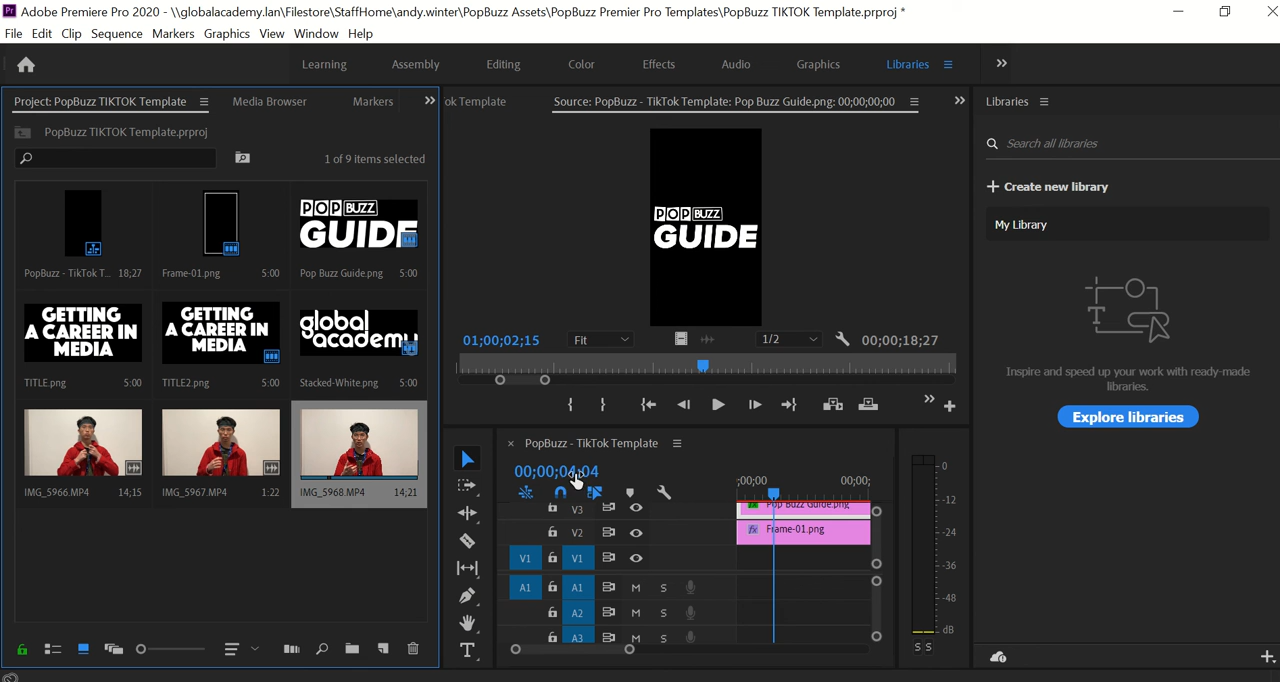 Pr Adobe Premiere Pro 2020 - \\globalacademy.lan\Filestore\StaffHome\andy.winter\PopBuzz Assets\PopBuzz Premier Pro Templates\PopBuzz TIKTOK Template.prproj *
File Edit Clip Sequence Markers Graphics View Window Help
Learning Assembly Editing Color Effects Audio Graphics Libraries
Project: PopBuzz TIKTOK Template Media Browser Markers
ok Template Source: PopBuzz - TikTok Template: Pop Buzz Guide.png: 00;00;00;00
Libraries
PopBuzz TIKTOK Template.prproj
1 of 9 items selected
Search all libraries
+ Create new library
My Library
POP BUZZ
GUIDE
PopBuzz - TikTok T... 18;27
Frame-01.png 5:00
Pop Buzz Guide.png 5:00
GETTING
A CAREER IN
MEDIA
GETTING
A CAREER IN
MEDIA
global
academy
TITLE.png 5:00
TITLE2.png 5:00
Stacked-White.png 5:00
IMG_5966.MP4 14;15
IMG_5967.MP4 1:22
IMG_5968.MP4 14;21
POP BUZZ
GUIDE
01;00;02;15 Fit 1/2 00;00;18;27
Inspire and speed up your work with ready-made
libraries.
Explore libraries
× PopBuzz - TikTok Template
00;00;04;04
;00;00 00;00;
V3 fx Pop Buzz Guide.png
V2 fx Frame-01.png
V1 V1
A1 A1 M S
A2 M S
A3 M S
0
-12
-24
-36
-48
dB
S S